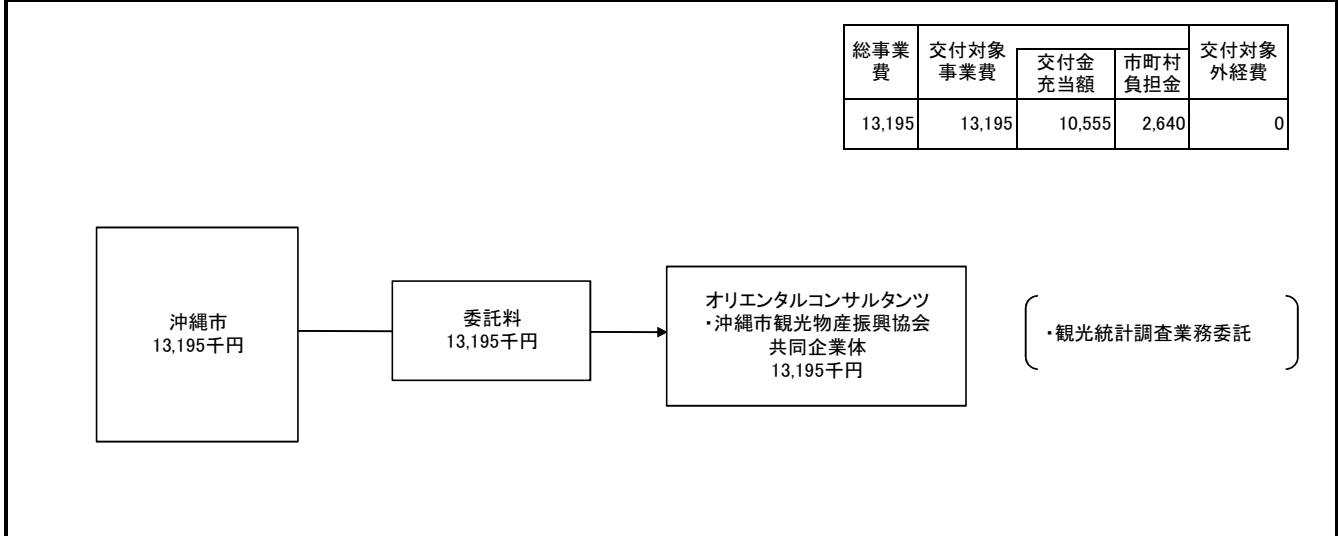 総事業費 交付対象事業費 交付金充当額 市町村負担金 交付対象外経費
13,195 13,195 10,555 2,640 0
沖縄市
13,195千円
委託料
13,195千円
オリエンタルコンサルタンツ
・沖縄市観光物産振興協会
共同企業体
13,195千円
・観光統計調査業務委託